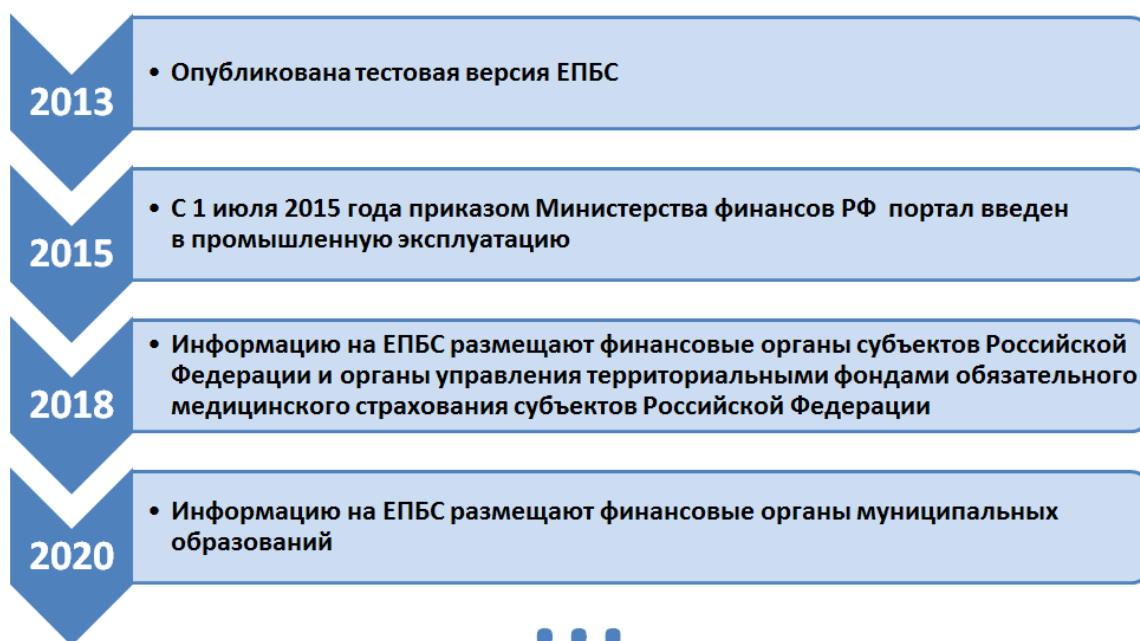 2013
• Опубликована тестовая версия ЕПБС
2015
• С 1 июля 2015 года приказом Министерства финансов РФ портал введен
в промышленную эксплуатацию
2018
• Информацию на ЕПБС размещают финансовые органы субъектов Российской
Федерации и органы управления территориальными фондами обязательного
медицинского страхования субъектов Российской Федерации
2020
• Информацию на ЕПБС размещают финансовые органы муниципальных
образований
...